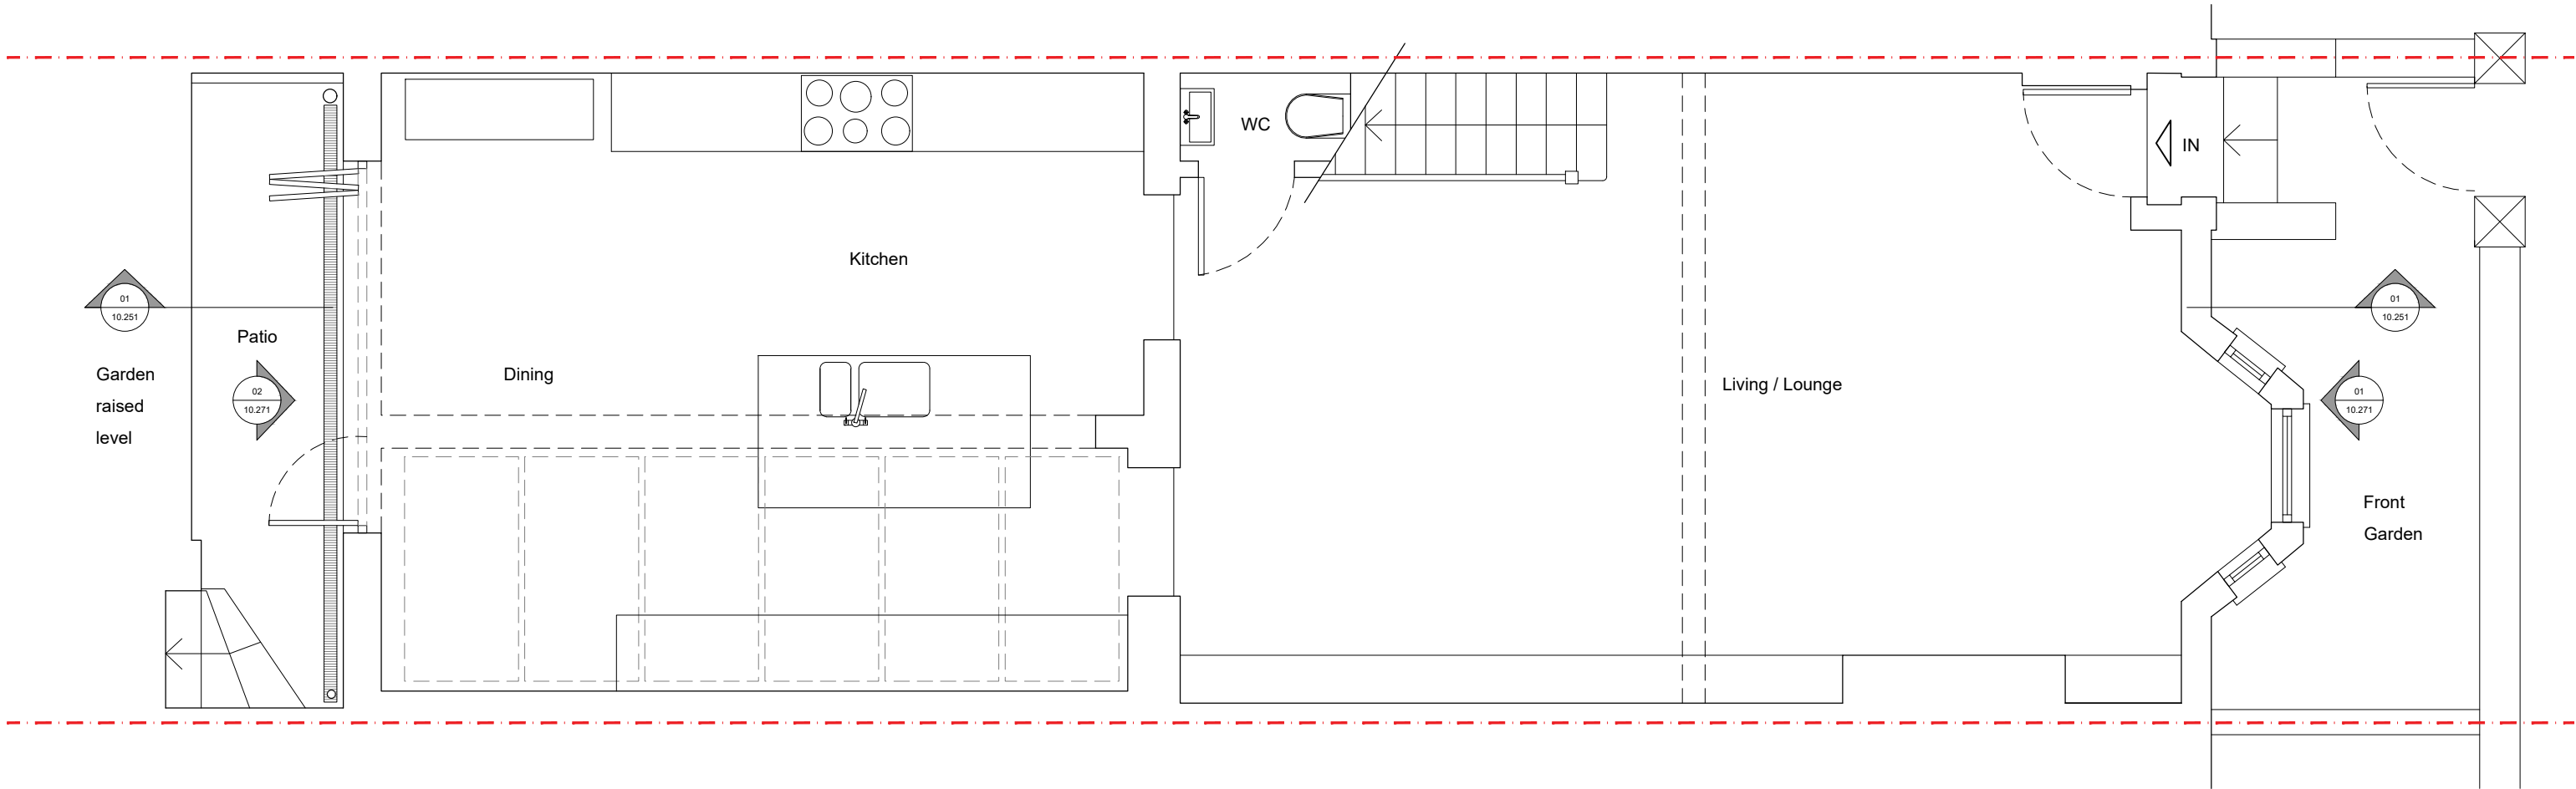 WC
IN
Kitchen
01
10.251
01
10.251
Patio
Garden
raised
level
02
10.271
Dining
Living / Lounge
01
10.271
Front
Garden